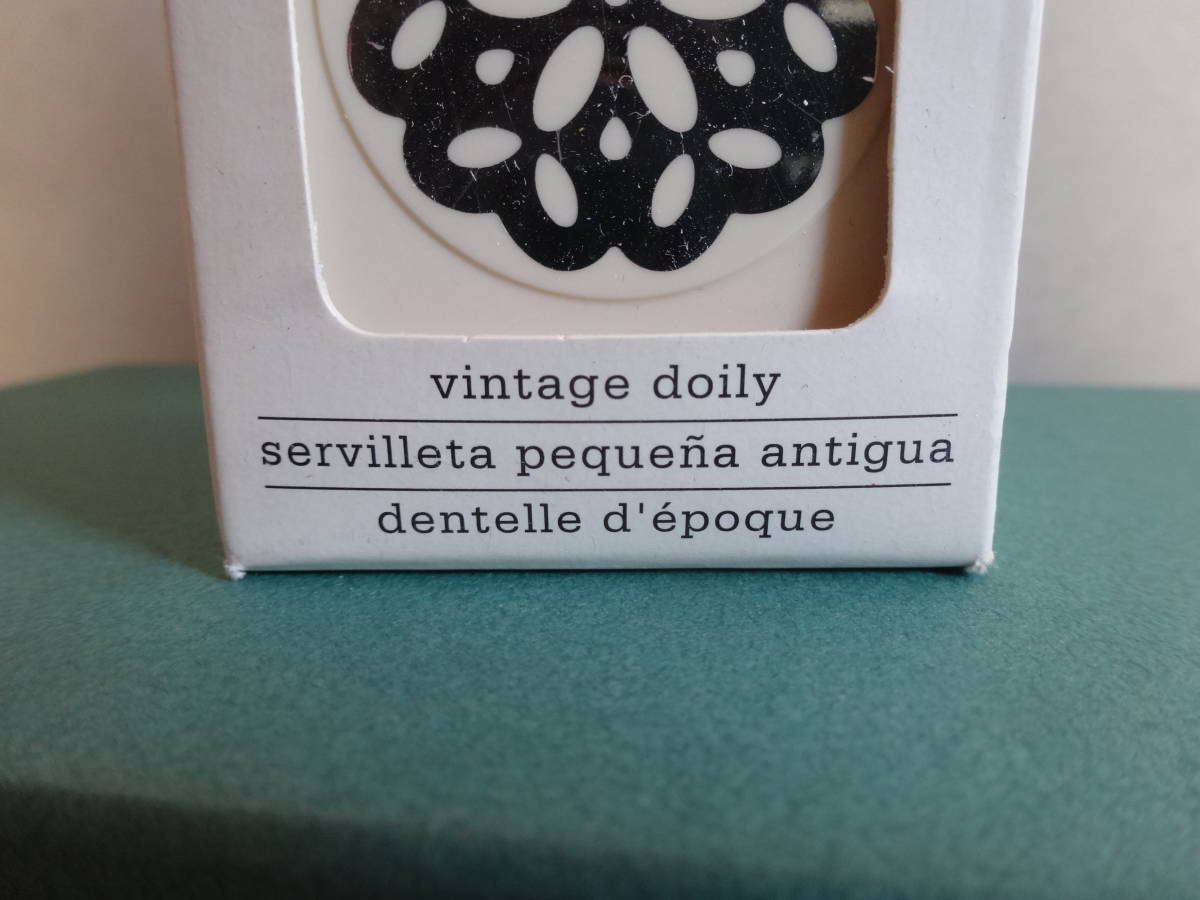 vintage doily
servilleta pequeña antigua
dentelle d'époque